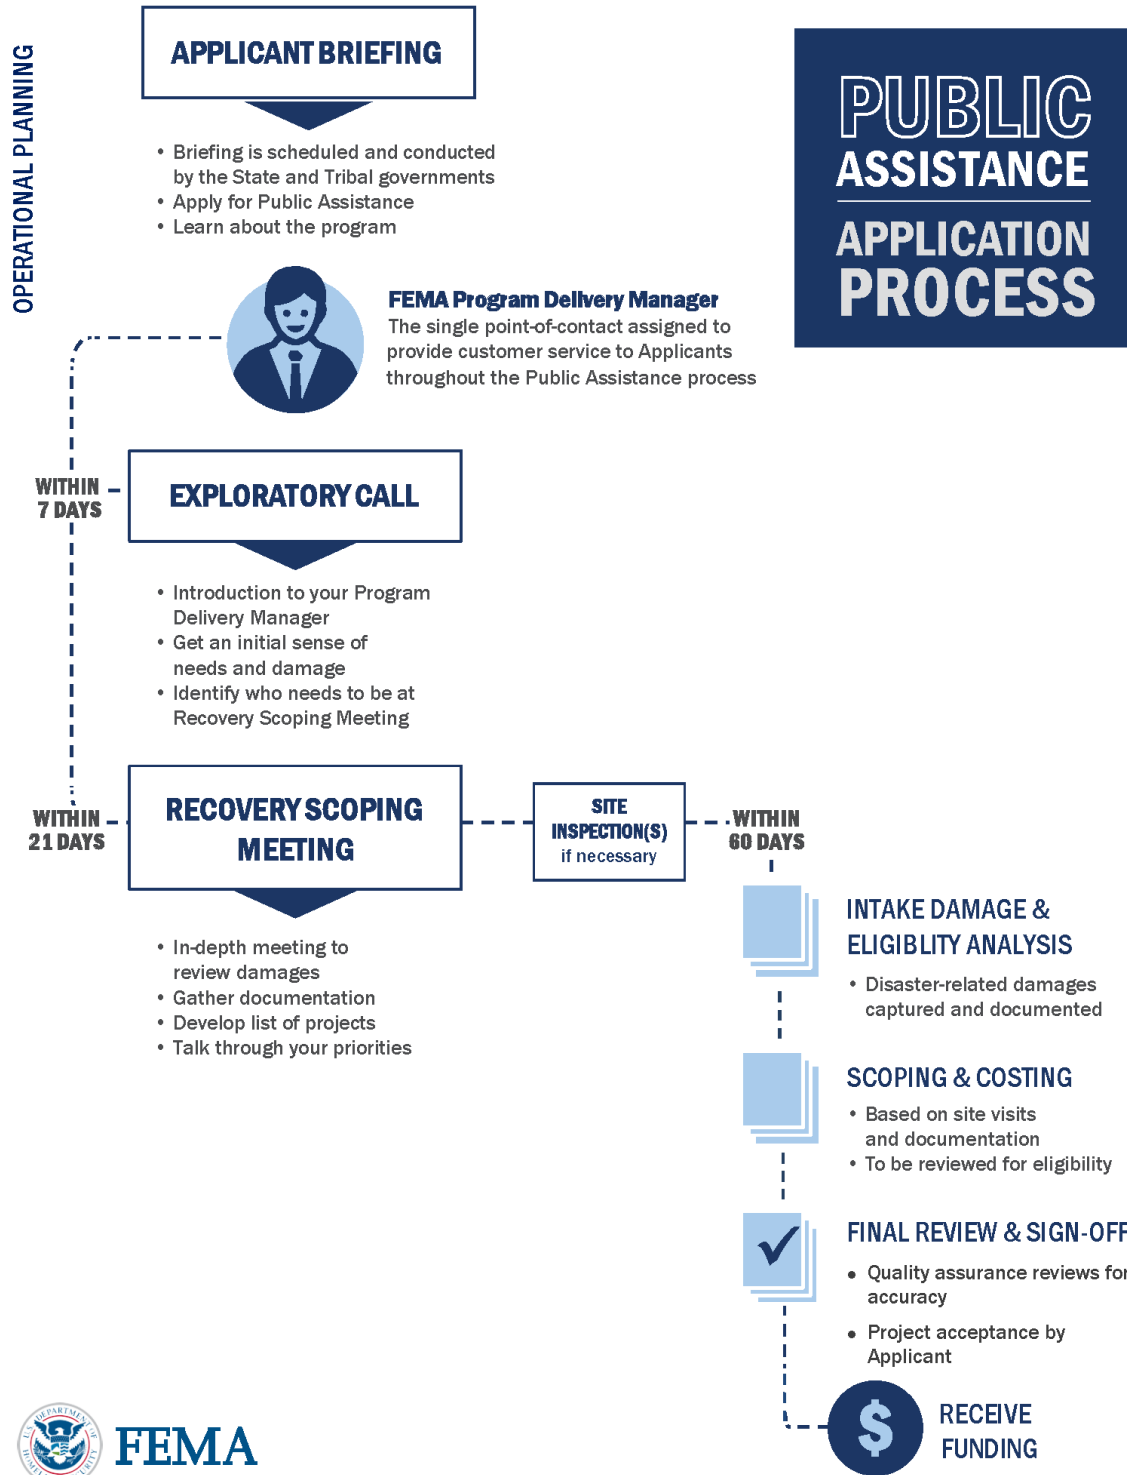 OPERATIONAL PLANNING
APPLICANT BRIEFING
• Briefing is scheduled and conducted
by the State and Tribal governments
• Apply for Public Assistance
• Learn about the program
PUBLIC
ASSISTANCE
APPLICATION
PROCESS
FEMA Program Delivery Manager
The single point-of-contact assigned to
provide customer service to Applicants
throughout the Public Assistance process
WITHIN
7 DAYS
EXPLORATORY CALL
• Introduction to your Program
Delivery Manager
• Get an initial sense of
needs and damage
• Identify who needs to be at
Recovery Scoping Meeting
WITHIN
21 DAYS
RECOVERY SCOPING
MEETING
• In-depth meeting to
review damages
• Gather documentation
• Develop list of projects
• Talk through your priorities
SITE
INSPECTION(S)
if necessary
WITHIN
60 DAYS
INTAKE DAMAGE &
ELIGIBLITY ANALYSIS
• Disaster-related damages
captured and documented
SCOPING & COSTING
• Based on site visits
and documentation
• To be reviewed for eligibility
FINAL REVIEW & SIGN-OFF
• Quality assurance reviews for
accuracy
• Project acceptance by
Applicant
$
RECEIVE
FUNDING
U.S. DEPARTMENT OF
FEMA